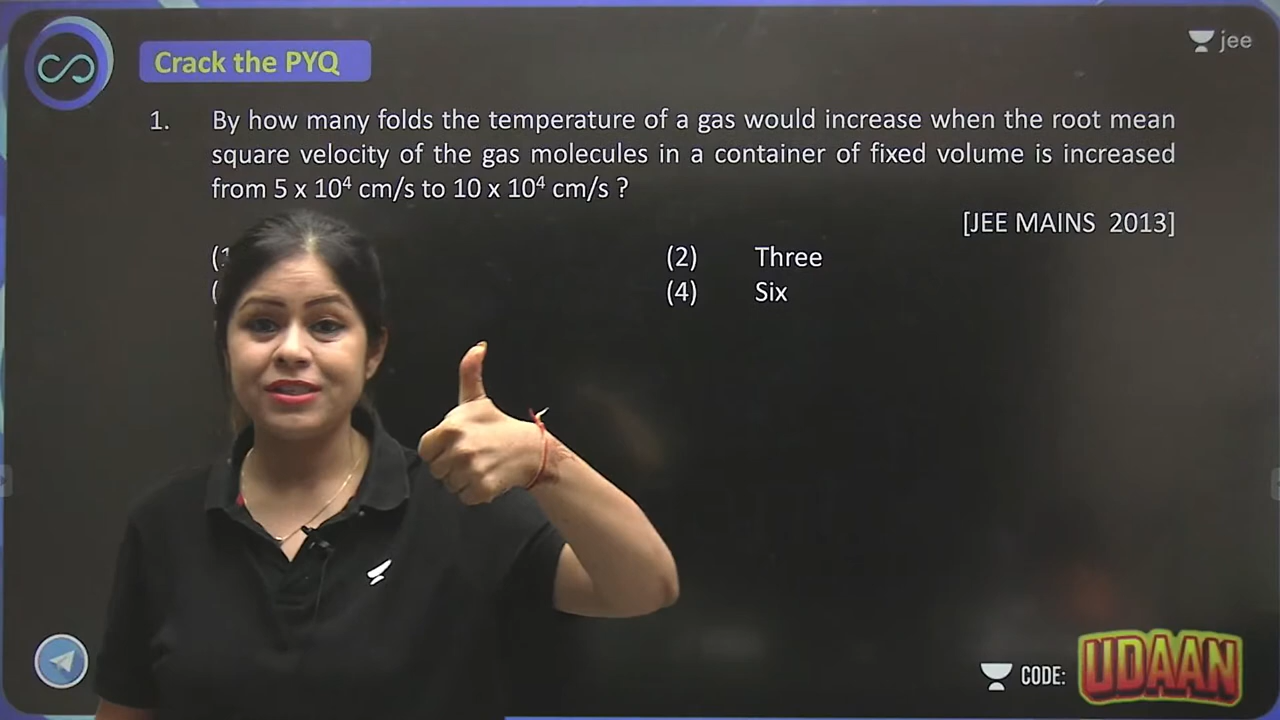 Crack the PYQ
jee
1. By how many folds the temperature of a gas would increase when the root mean
square velocity of the gas molecules in a container of fixed volume is increased
from 5 x 10⁴ cm/s to 10 x 10⁴ cm/s ?
[JEE MAINS 2013]
(2) Three
(4) Six
CODE: UDAAN